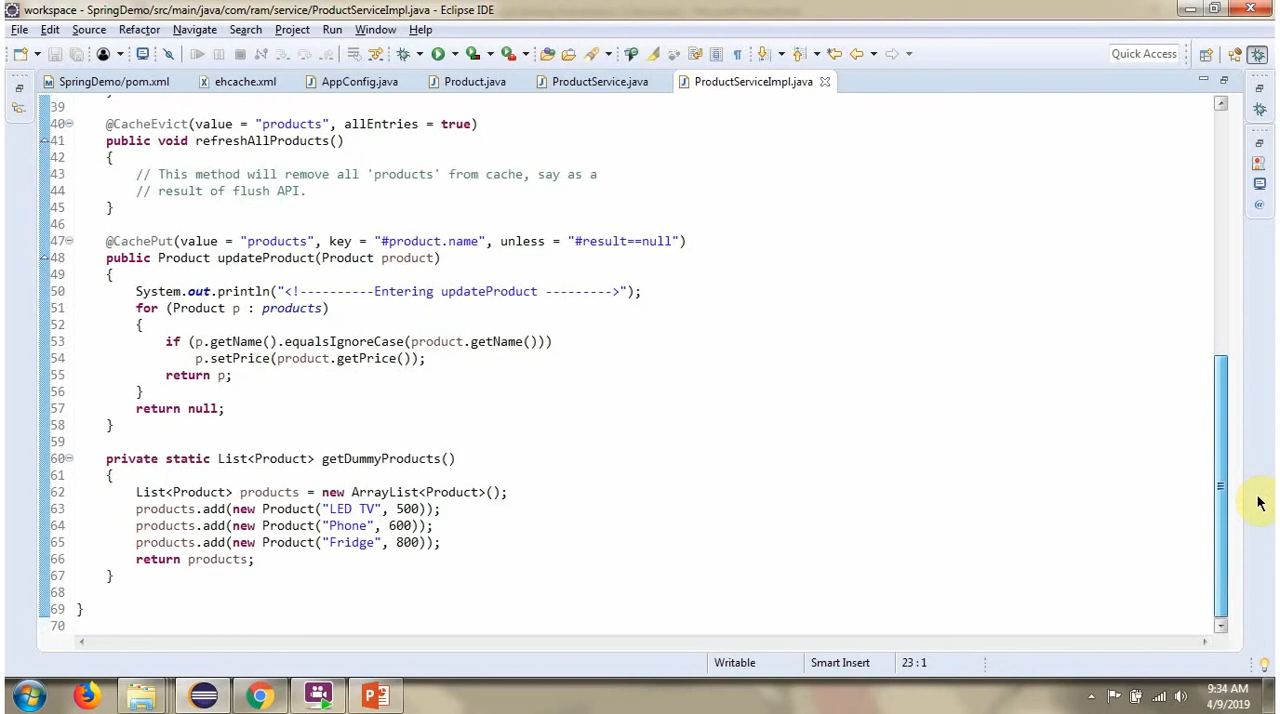 workspace - SpringDemo/src/main/java/com/ram/service/ProductServiceImpl.java - Eclipse IDE
File Edit Source Refactor Navigate Search Project Run Window Help
Quick Access
SpringDemo/pom.xml ehcache.xml AppConfig.java Product.java ProductService.java ProductServiceImpl.java
39 }
40 @CacheEvict(value = "products", allEntries = true)
41 public void refreshAllProducts()
42 {
43 // This method will remove all 'products' from cache, say as a
44 // result of flush API.
45 }
46
47 @CachePut(value = "products", key = "#product.name", unless = "#result==null")
48 public Product updateProduct(Product product)
49 {
50 System.out.println("<!----------Entering updateProduct --------->");
51 for (Product p : products)
52 {
53 if (p.getName().equalsIgnoreCase(product.getName()))
54 p.setPrice(product.getPrice());
55 return p;
56 }
57 return null;
58 }
59
60 private static List<Product> getDummyProducts()
61 {
62 List<Product> products = new ArrayList<Product>();
63 products.add(new Product("LED TV", 500));
64 products.add(new Product("Phone", 600));
65 products.add(new Product("Fridge", 800));
66 return products;
67 }
68
69 }
70
Writable Smart Insert 23 : 1
9:34 AM
4/9/2019